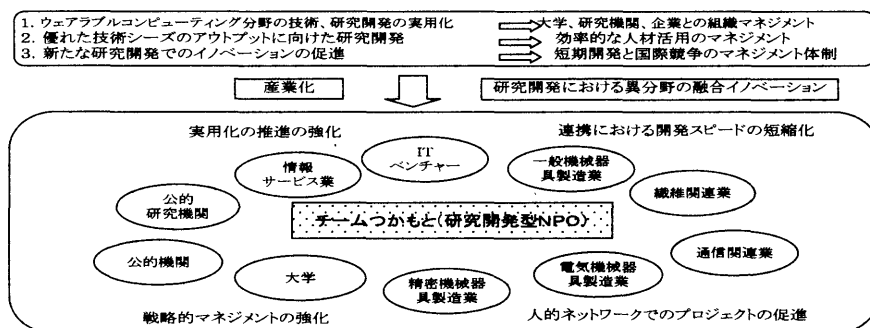 1. ウェアラブルコンピューティング分野の技術、研究開発の実用化
大学、研究機関、企業との組織マネジメント
2. 優れた技術シーズのアウトプットに向けた研究開発
効率的な人材活用のマネジメント
3. 新たな研究開発でのイノベーションの促進
短期開発と国際競争のマネジメント体制
産業化
研究開発における異分野の融合イノベーション
実用化の推進の強化
連携における開発スピードの短縮化
IT
ベンチャー
情報
サービス業
一般機械器
具製造業
公的
研究機関
繊維関連業
チームつかもと(研究開発型NPO)
公的機関
大学
精密機械器
具製造業
電気機械器
具製造業
通信関連業
戦略的マネジメントの強化
人的ネットワークでのプロジェクトの促進